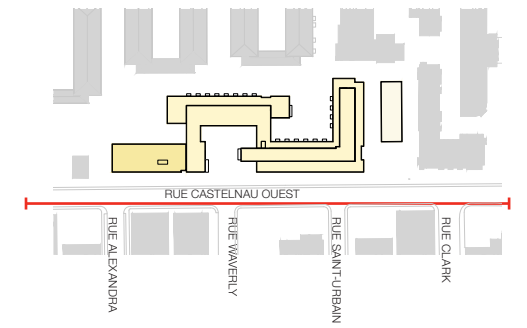 RUE CASTELNAU OUEST
RUE ALEXANDRA
RUE WAVERLY
RUE SAINT-URBAIN
RUE CLARK